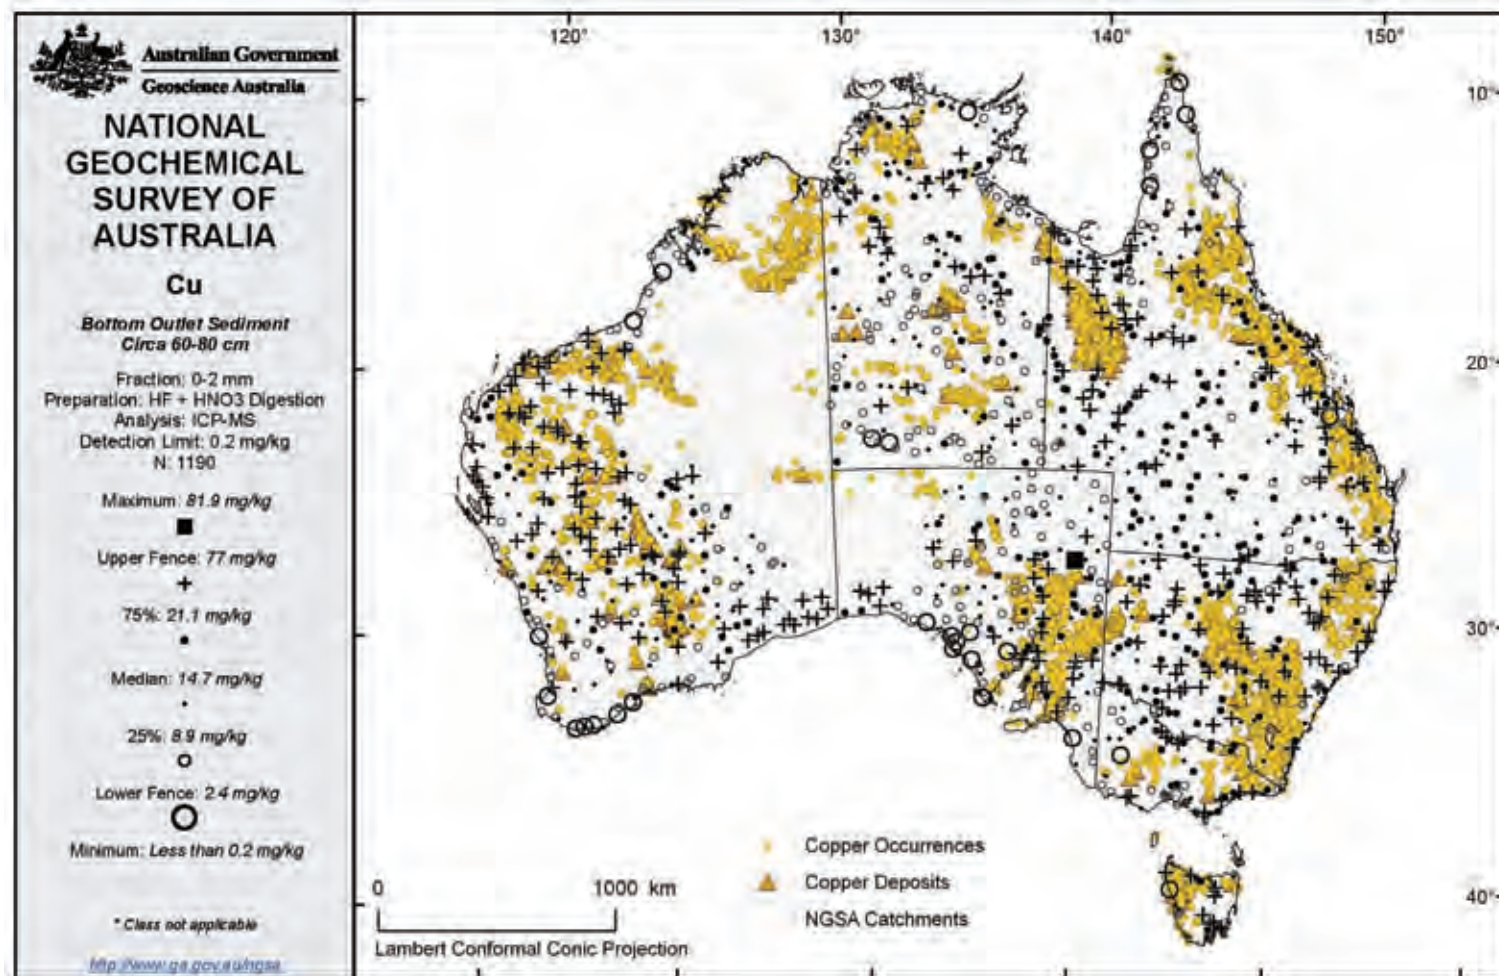 Australian Government
Geoscience Australia
NATIONAL
GEOCHEMICAL
SURVEY OF
AUSTRALIA
Cu
Bottom Outlet Sediment
Circa 60-80 cm
Fraction: 0-2 mm
Preparation: HF + HNO3 Digestion
Analysis: ICP-MS
Detection Limit: 0.2 mg/kg
N: 1190
Maximum: 81.9 mg/kg
Upper Fence: 77 mg/kg
75%: 21.1 mg/kg
Median: 14.7 mg/kg
25%: 8.9 mg/kg
Lower Fence: 2.4 mg/kg
Minimum: Less than 0.2 mg/kg
* Class not applicable
http://www.ga.gov.au/ngsa
120°
130°
140°
150°
10°
20°
30°
40°
Copper Occurrences
Copper Deposits
NGSA Catchments
0 1000 km
Lambert Conformal Conic Projection